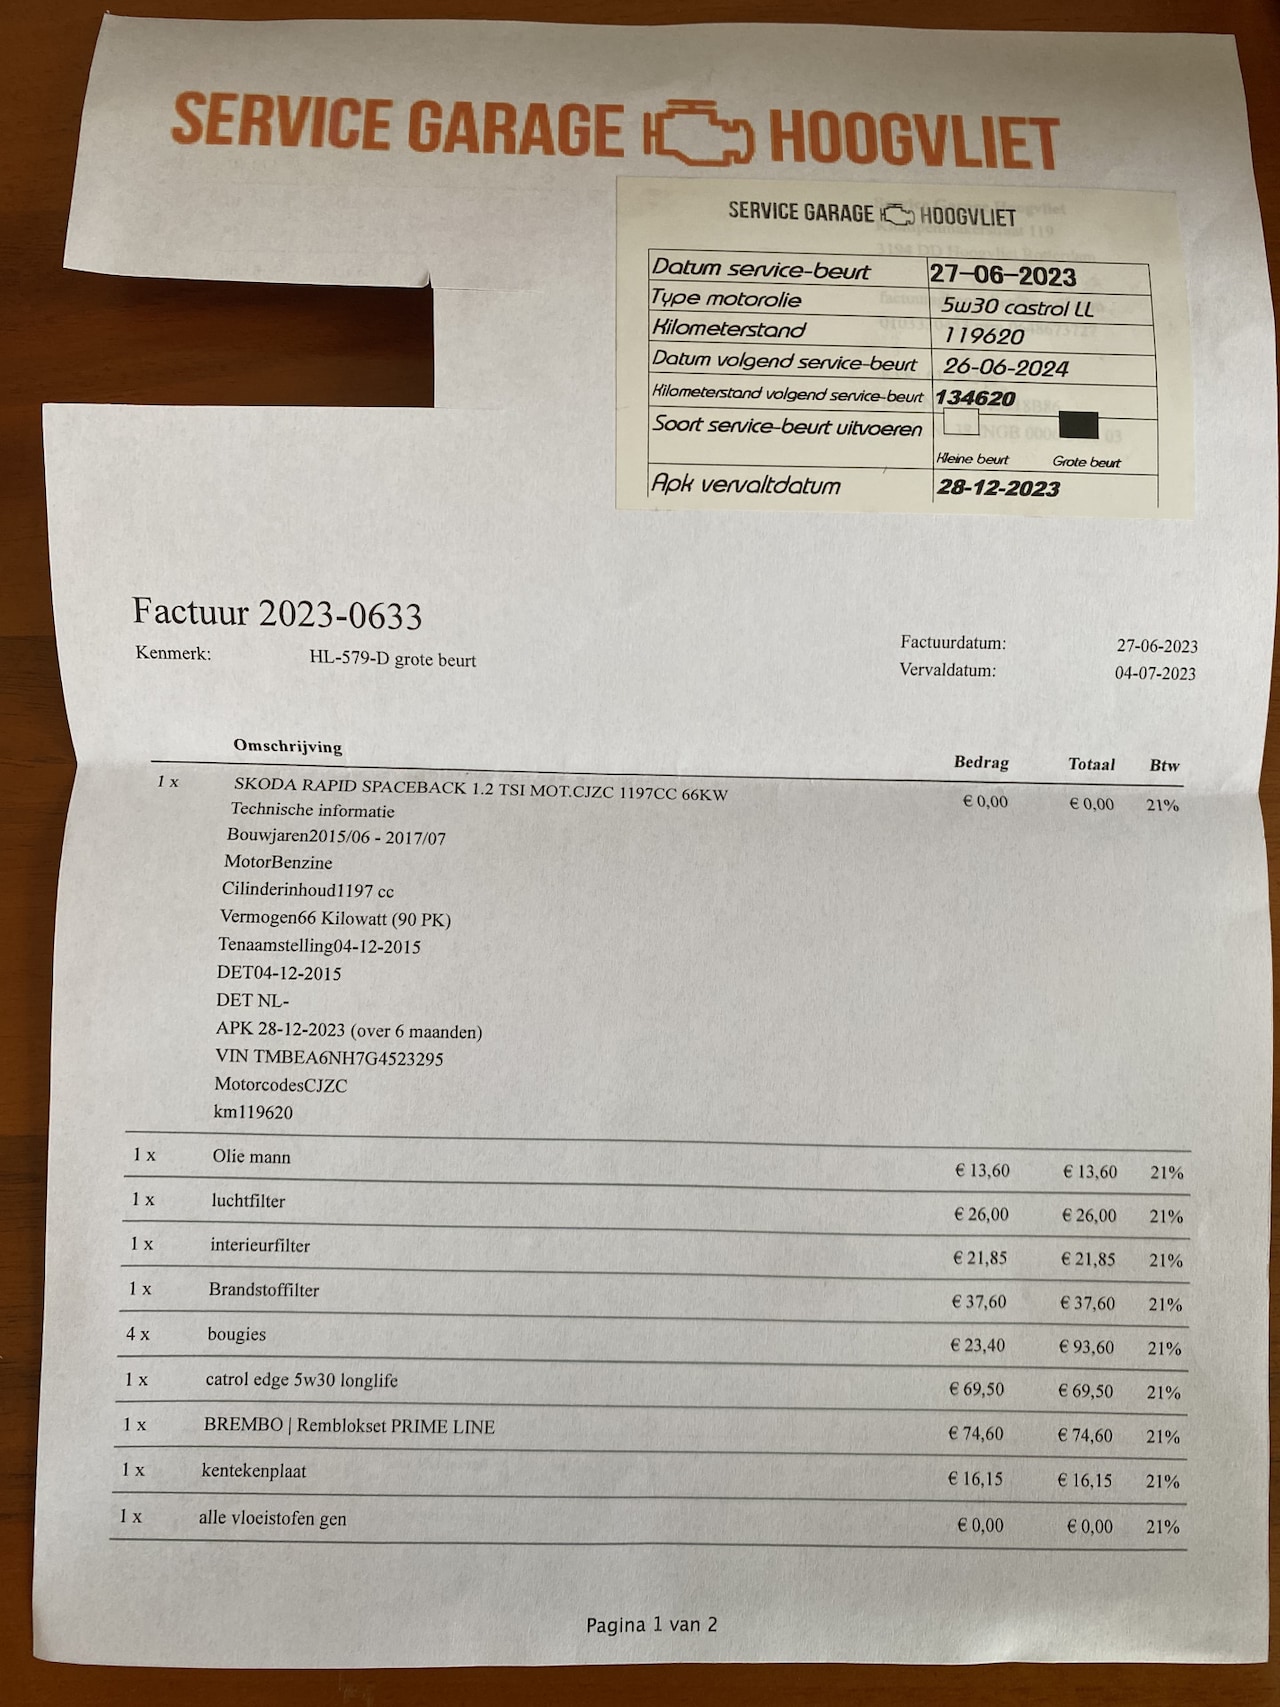 SERVICE GARAGE HOOGVLIET
SERVICE GARAGE HOOGVLIET
Datum service-beurt 27-06-2023
Type motorolie 5w30 castrol LL
Kilometerstand 119620
Datum volgend service-beurt 26-06-2024
Kilometerstand volgend service-beurt 134620
Soort service-beurt uitvoeren
Kleine beurt Grote beurt
Apk vervaltdatum 28-12-2023
Factuur 2023-0633
Kenmerk: HL-579-D grote beurt
Factuurdatum: 27-06-2023
Vervaldatum: 04-07-2023
Omschrijving Bedrag Totaal Btw
1 x SKODA RAPID SPACEBACK 1.2 TSI MOT.CJZC 1197CC 66KW € 0,00 € 0,00 21%
Technische informatie
Bouwjaren2015/06 - 2017/07
MotorBenzine
Cilinderinhoud1197 cc
Vermogen66 Kilowatt (90 PK)
Tenaamstelling04-12-2015
DET04-12-2015
DET NL-
APK 28-12-2023 (over 6 maanden)
VIN TMBEA6NH7G4523295
MotorcodesCJZC
km119620
1 x Olie mann € 13,60 € 13,60 21%
1 x luchtfilter € 26,00 € 26,00 21%
1 x interieurfilter € 21,85 € 21,85 21%
1 x Brandstoffilter € 37,60 € 37,60 21%
4 x bougies € 23,40 € 93,60 21%
1 x catrol edge 5w30 longlife € 69,50 € 69,50 21%
1 x BREMBO | Remblokset PRIME LINE € 74,60 € 74,60 21%
1 x kentekenplaat € 16,15 € 16,15 21%
1 x alle vloeistofen gen € 0,00 € 0,00 21%
Pagina 1 van 2